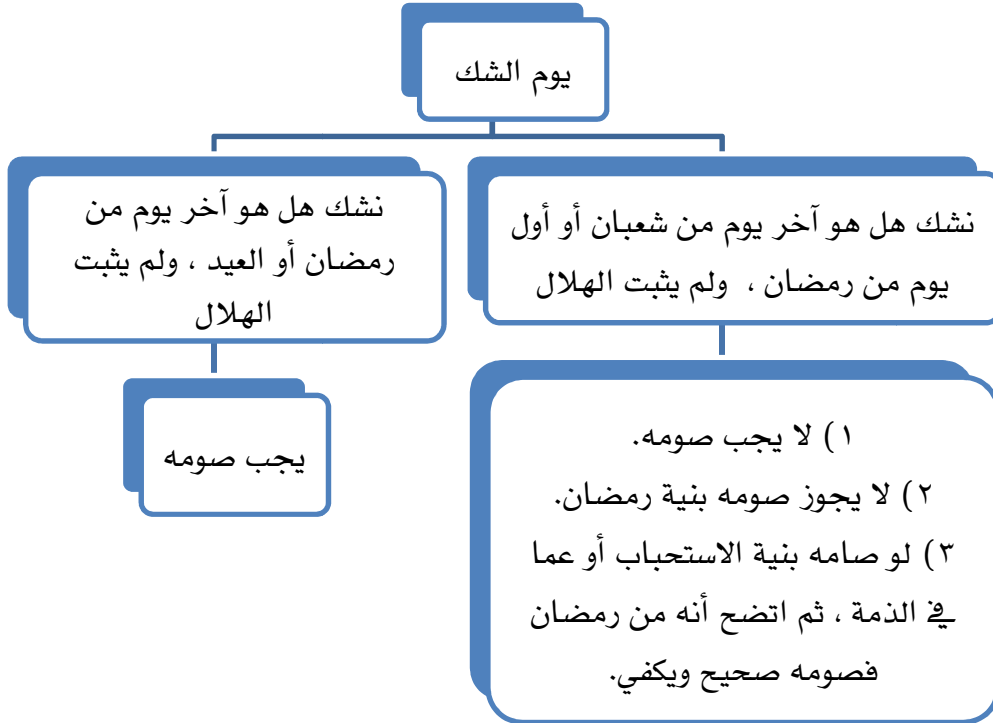 يوم الشك
نشك هل هو آخر يوم من شعبان أو أول
يوم من رمضان ، ولم يثبت الهلال
١) لا يجب صومه.
٢) لا يجوز صومه بنية رمضان.
٣) لو صامه بنية الاستحباب أو عما
في الذمة ، ثم اتضح أنه من رمضان
فصومه صحيح ويكفي.
نشك هل هو آخر يوم من
رمضان أو العيد ، ولم يثبت
الهلال
يجب صومه